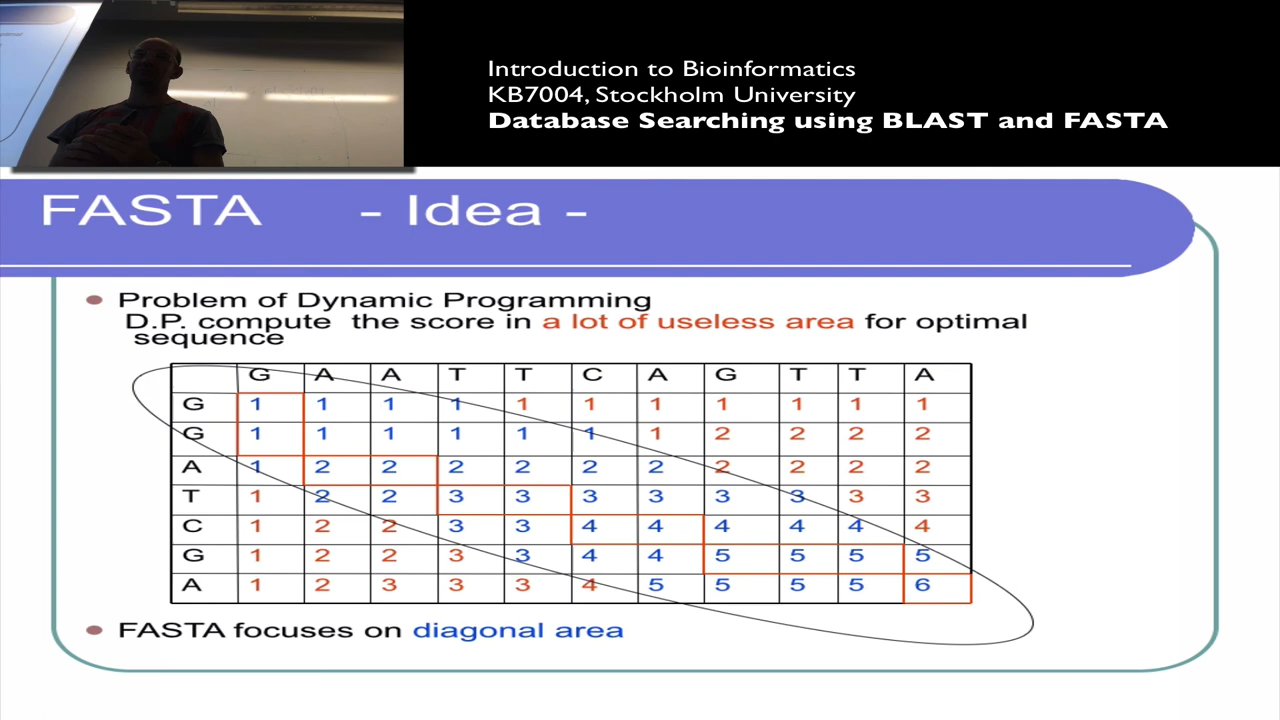 Introduction to Bioinformatics
KB7004, Stockholm University
Database Searching using BLAST and FASTA
FASTA - Idea -
Problem of Dynamic Programming
D.P. compute the score in a lot of useless area for optimal
sequence
G A A T T C A G T T A
G 1 1 1 1 1 1 1 1 1 1 1
G 1 1 1 1 1 1 1 2 2 2 2
A 1 2 2 2 2 2 2 2 2 2 2
T 1 2 2 3 3 3 3 3 3 3 3
C 1 2 2 3 3 4 4 4 4 4 4
G 1 2 2 3 3 4 4 5 5 5 5
A 1 2 3 3 3 4 5 5 5 5 6
FASTA focuses on diagonal area